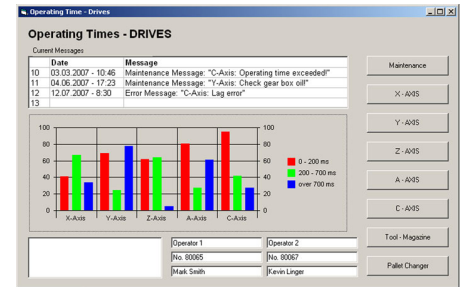 Operating Time - Drives
Operating Times - DRIVES
Current Messages
Date Message
10 03.03.2007 - 10:46 Maintenance Message: "C-Axis: Operating time exceeded!"
11 04.06.2007 - 17:23 Maintenance Message: "Y-Axis: Check gear box oil!"
12 12.07.2007 - 8:30 Error Message: "C-Axis: Lag error"
13
Maintenance
X - AXIS
Y - AXIS
Z - AXIS
A - AXIS
C - AXIS
Tool - Magazine
Pallet Changer
100 100
80 80
60 60
40 40
20 20
0 0
X-Axis Y-Axis Z-Axis A-Axis C-Axis
0 - 200 ms
200 - 700 ms
over 700 ms
Operator 1 Operator 2
No. 80065 No. 80067
Mark Smith Kevin Linger